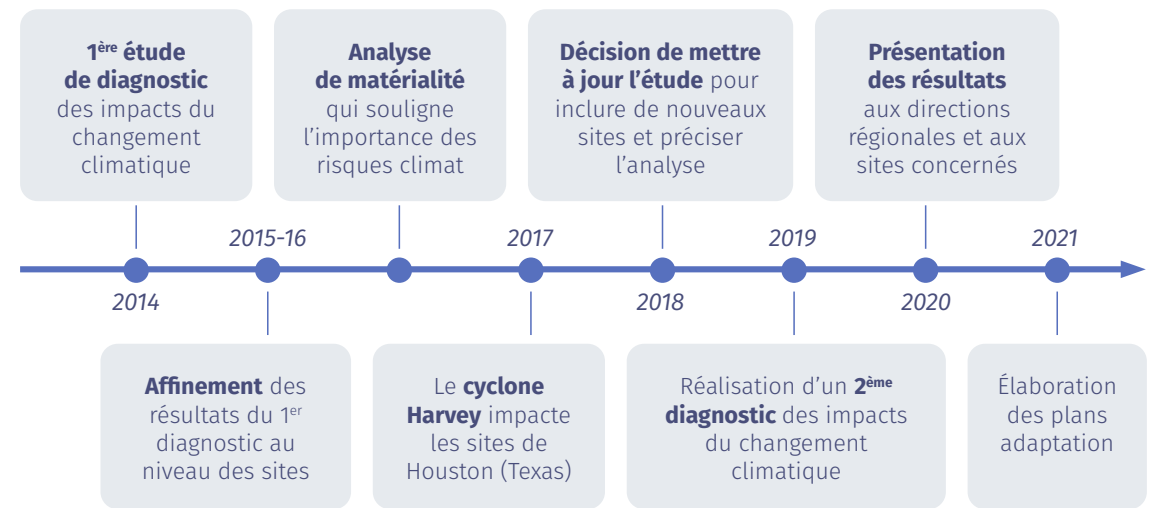 1ère étude
de diagnostic
des impacts du
changement
climatique
Analyse
de matérialité
qui souligne
l'importance des
risques climat
Décision de mettre
à jour l'étude pour
inclure de nouveaux
sites et préciser
l'analyse
Présentation
des résultats
aux directions
régionales et aux
sites concernés
2015-16
2017
2019
2021
2014
2018
2020
Affinement des
résultats du 1er
diagnostic au
niveau des sites
Le cyclone
Harvey impacte
les sites de
Houston (Texas)
Réalisation d'un 2ème
diagnostic des impacts
du changement
climatique
Élaboration
des plans
adaptation